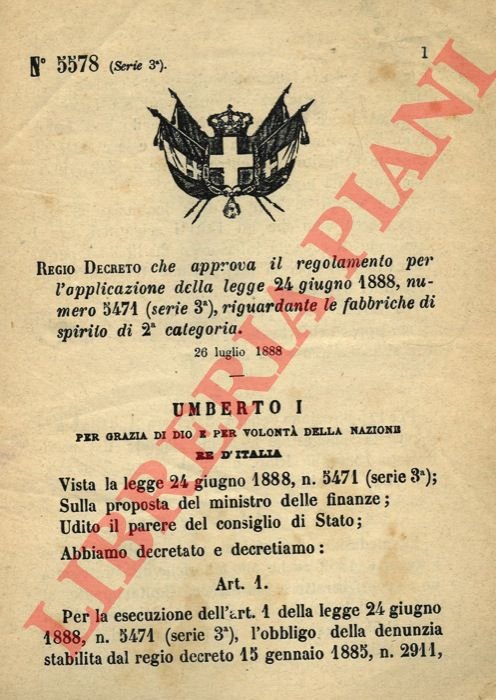 N° 5578 (Serie 3ª).
1
REGIO DECRETO che approva il regolamento per
l'applicazione della legge 24 giugno 1888, nu-
mero 5471 (serie 3ª), riguardante le fabbriche di
spirito di 2ª categoria.
26 luglio 1888
UMBERTO I
PER GRAZIA DI DIO E PER VOLONTÀ DELLA NAZIONE
RE D'ITALIA
Vista la legge 24 giugno 1888, n. 5471 (serie 3ª);
Sulla proposta del ministro delle finanze;
Udito il parere del consiglio di Stato;
Abbiamo decretato e decretiamo:
Art. 1.
Per la esecuzione dell'art. 1 della legge 24 giugno
1888, n. 5471 (serie 3ª), l'obbligo della denunzia
stabilita dal regio decreto 15 gennaio 1885, n. 2911,
LIBRERIA PIANI